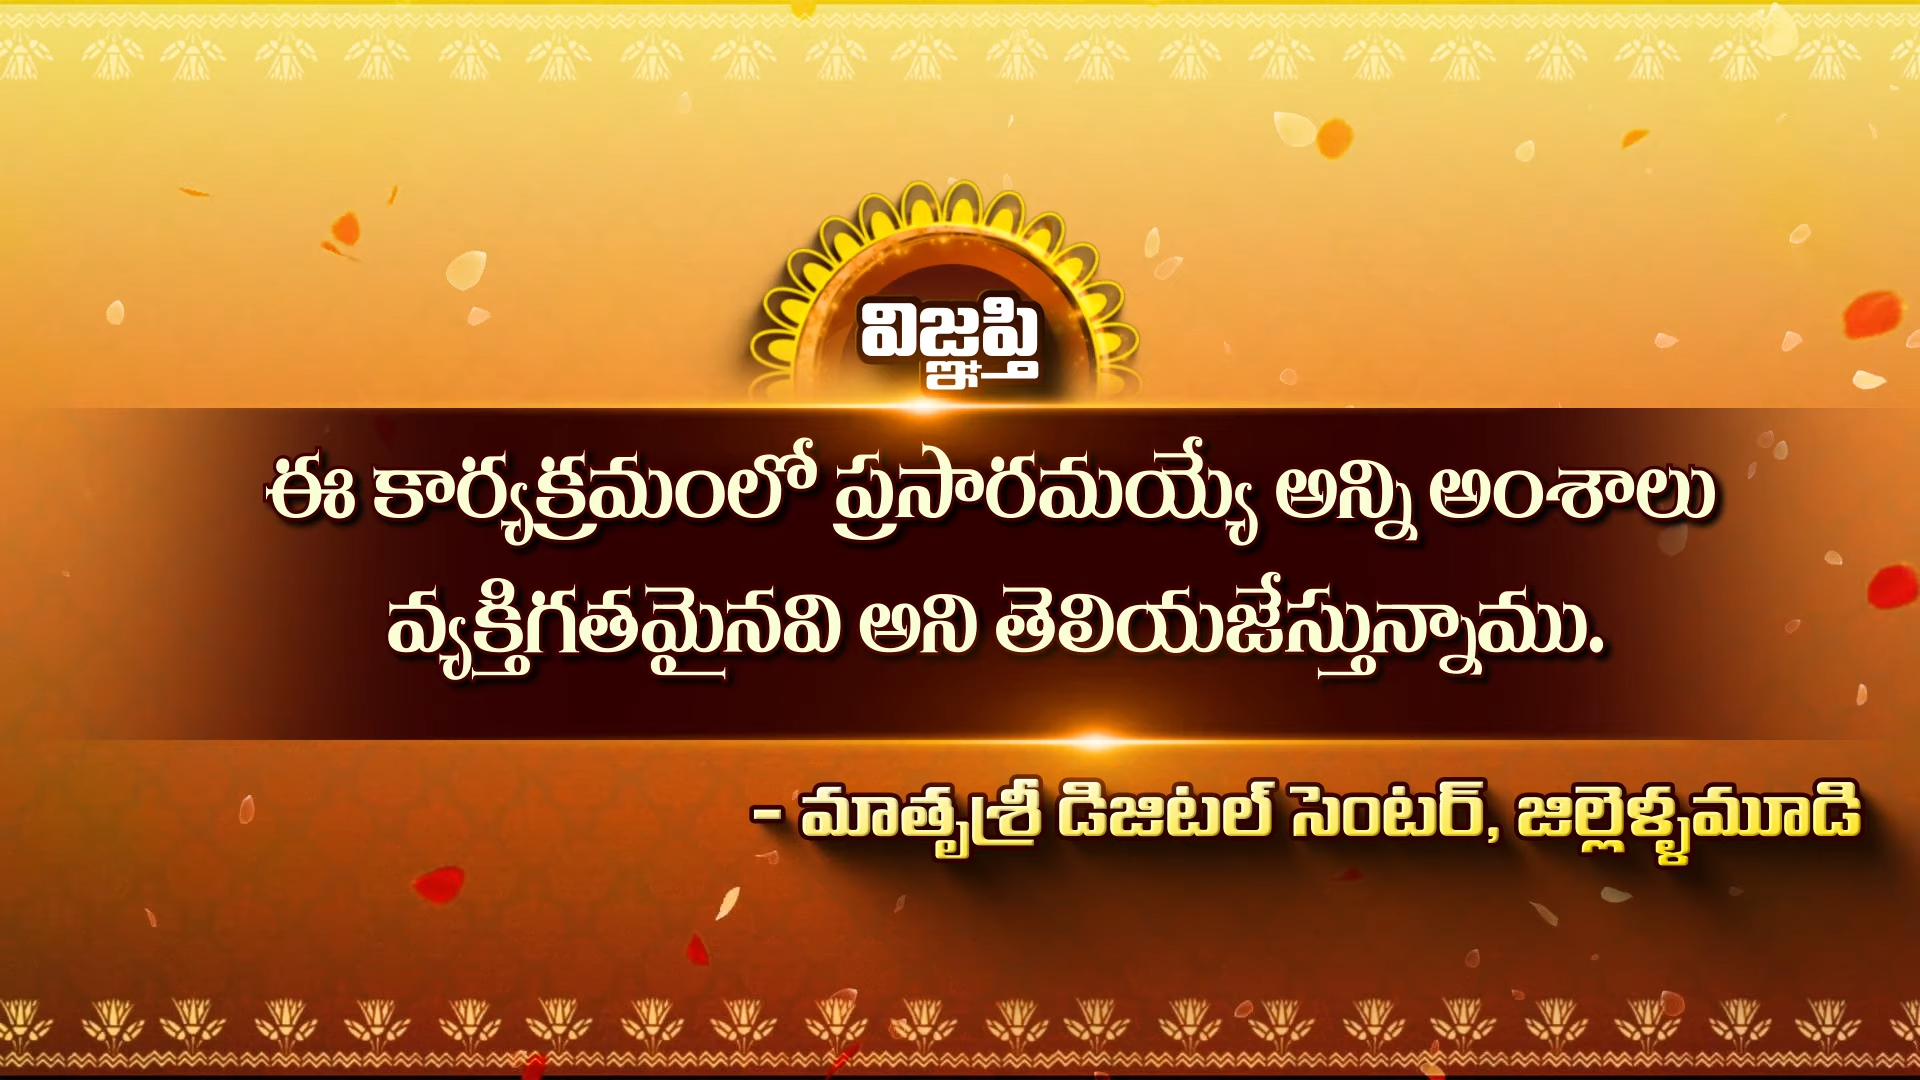 విజ్ఞప్తి
ఈ కార్యక్రమంలో ప్రసారమయ్యే అన్ని అంశాలు
వ్యక్తిగతమైనవి అని తెలియజేస్తున్నాము.
- మాతృశ్రీ డిజిటల్ సెంటర్, జిల్లెళ్ళమూడి